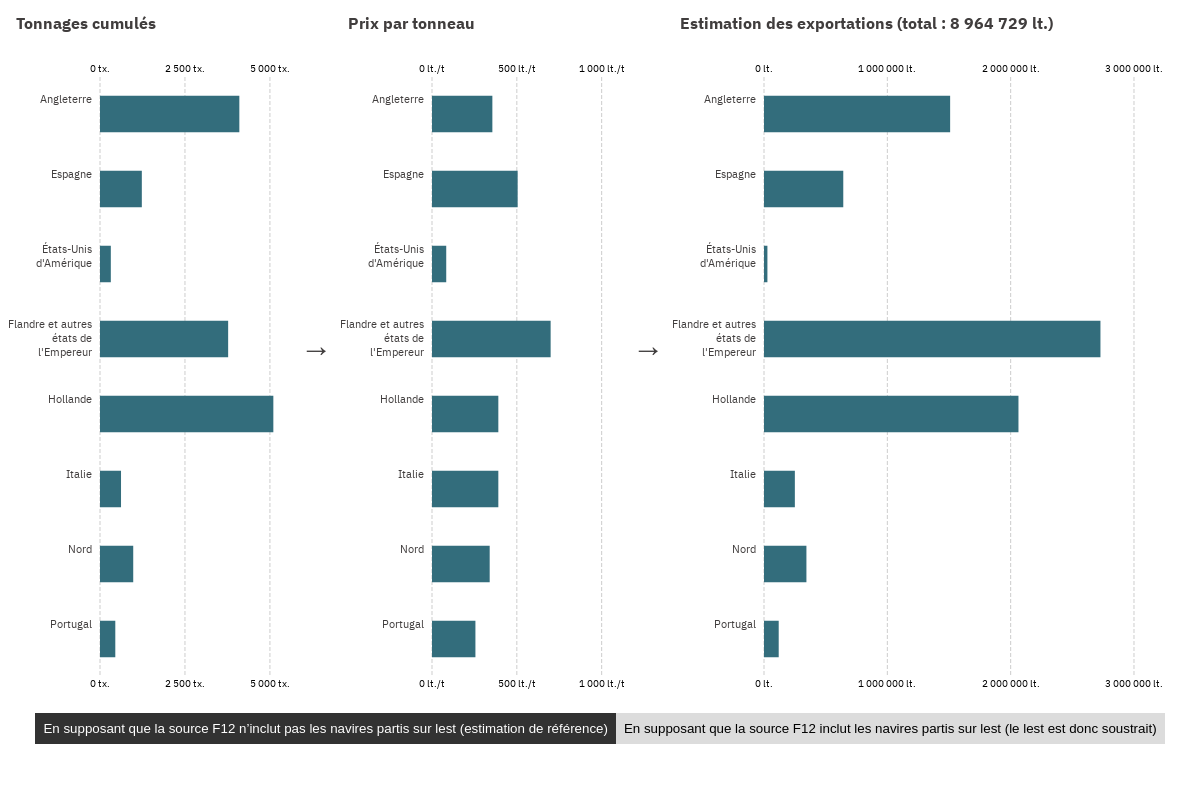 Tonnages cumulés
0 tx. 2 500 tx. 5 000 tx.
Angleterre
Espagne
États-Unis
d'Amérique
Flandre et autres
états de
l'Empereur
Hollande
Italie
Nord
Portugal
0 tx. 2 500 tx. 5 000 tx.
→
Prix par tonneau
0 lt./t 500 lt./t 1 000 lt./t
Angleterre
Espagne
États-Unis
d'Amérique
Flandre et autres
états de
l'Empereur
Hollande
Italie
Nord
Portugal
0 lt./t 500 lt./t 1 000 lt./t
→
Estimation des exportations (total : 8 964 729 lt.)
0 lt. 1 000 000 lt. 2 000 000 lt. 3 000 000 lt.
Angleterre
Espagne
États-Unis
d'Amérique
Flandre et autres
états de
l'Empereur
Hollande
Italie
Nord
Portugal
0 lt. 1 000 000 lt. 2 000 000 lt. 3 000 000 lt.
En supposant que la source F12 n’inclut pas les navires partis sur lest (estimation de référence)
En supposant que la source F12 inclut les navires partis sur lest (le lest est donc soustrait)